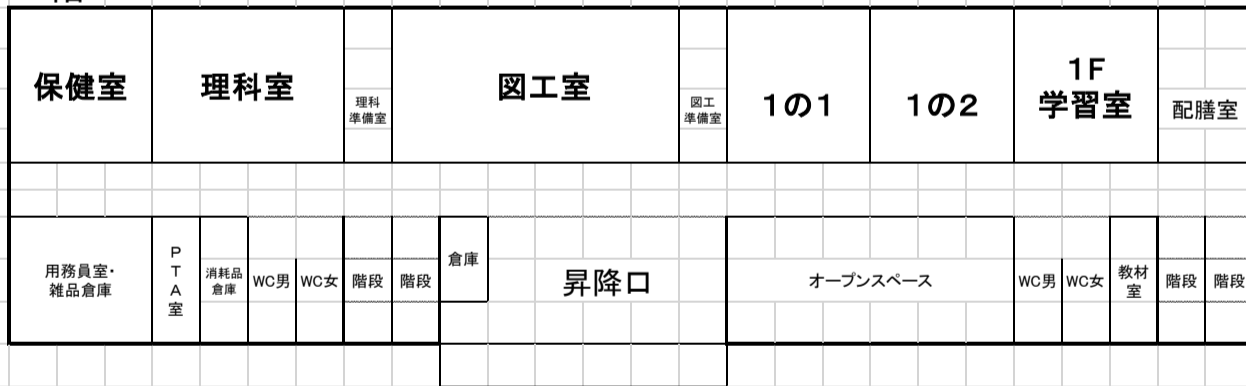 保健室
理科室
理科
準備室
図工室
図工
準備室
1の1
1の2
1F
学習室
配膳室
用務員室・
雑品倉庫
P
T
A
室
消耗品
倉庫
WC男
WC女
階段
階段
倉庫
昇降口
オープンスペース
WC男
WC女
教材
室
階段
階段